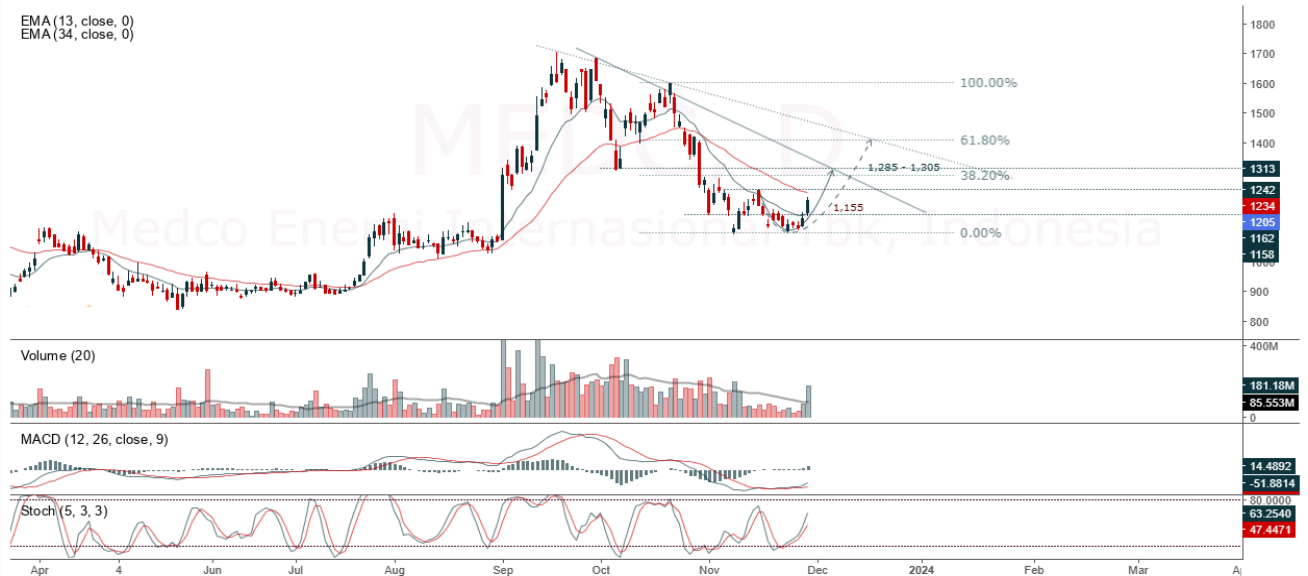 EMA (13, close, 0)
EMA (34, close, 0)
MEDC, D
Medco Energi Internasional Tbk, Indonesia
1800
1700
1600
1500
1400
1313
1242
1234
1205
1162
1158
1000
900
800
100.00%
61.80%
1,285 - 1,305
38.20%
1,155
0.00%
Volume (20)
400M
181.18M
85.553M
0
MACD (12, 26, close, 9)
14.4892
-51.8814
Stoch (5, 3, 3)
80.0000
63.2540
47.4471
Apr 4 Jun Jul Aug Sep Oct Nov Dec 2024 Feb Mar